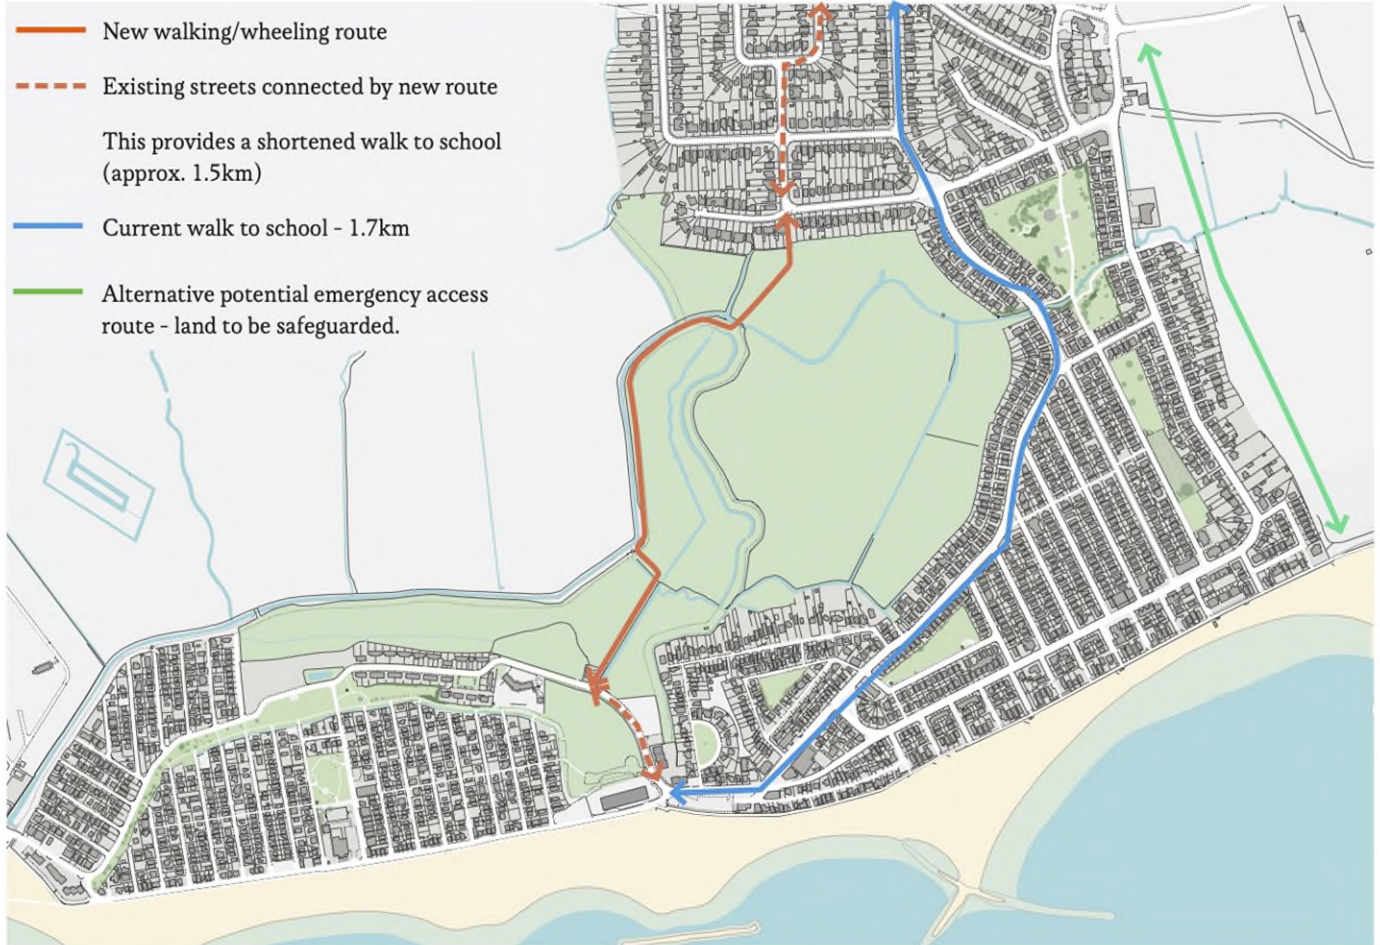 New walking/wheeling route
Existing streets connected by new route
This provides a shortened walk to school
(approx. 1.5km)
Current walk to school - 1.7km
Alternative potential emergency access
route - land to be safeguarded.